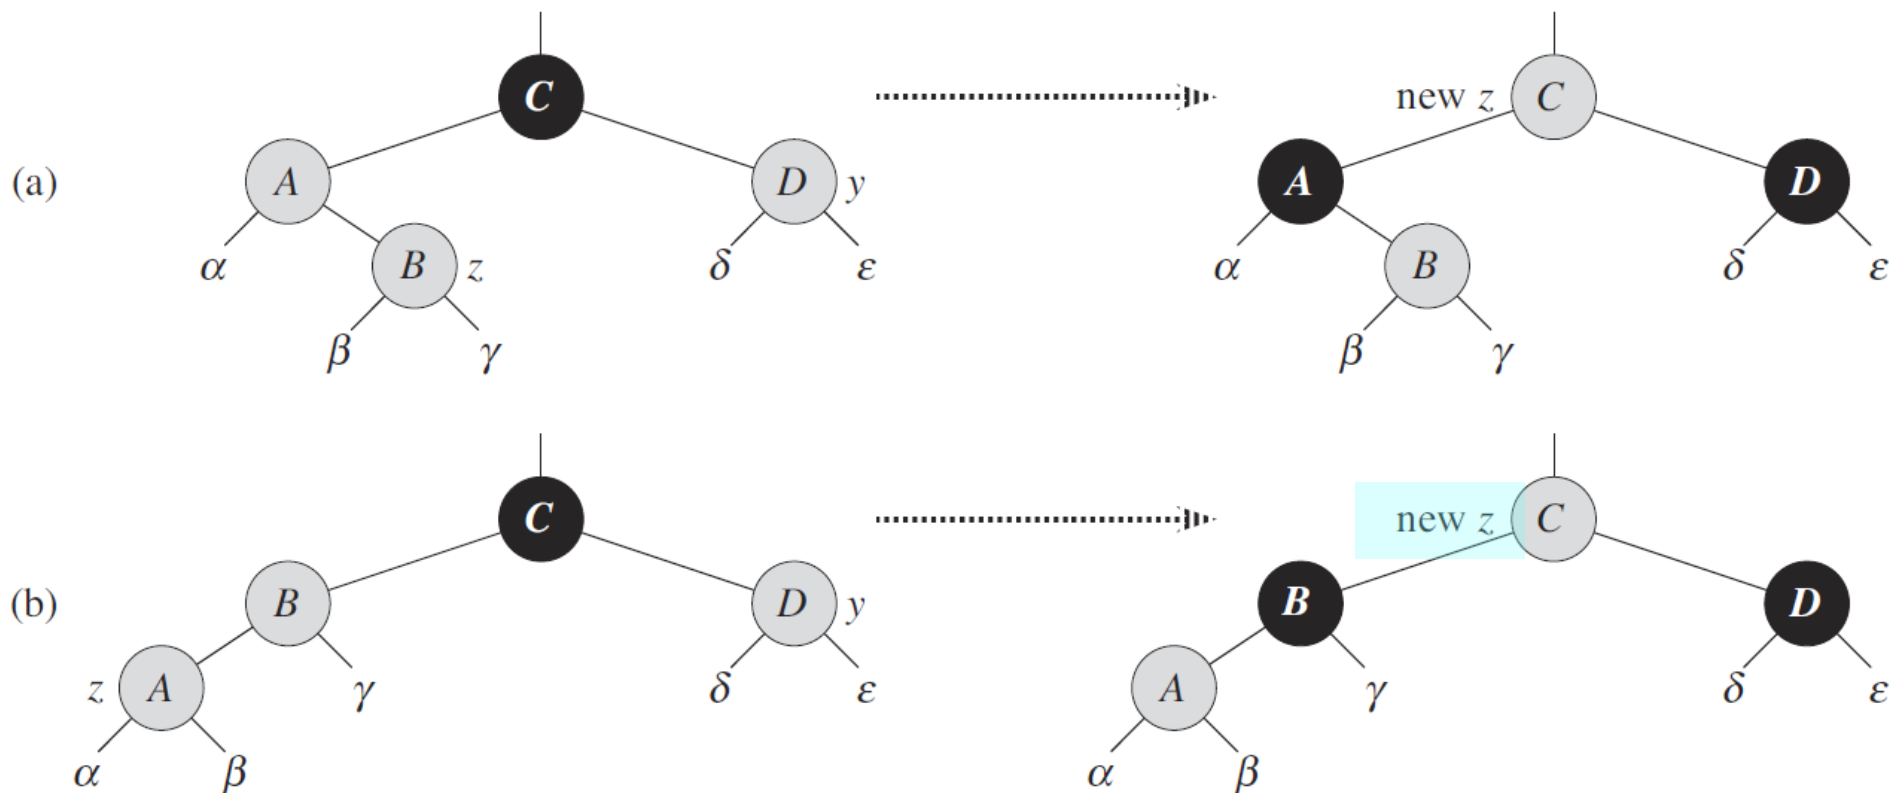 C
new z C
(a) A D y A D
α B z δ ε α B δ ε
β γ β γ
C
new z C
(b) B D y B D
z A γ δ ε A γ δ ε
α β α β